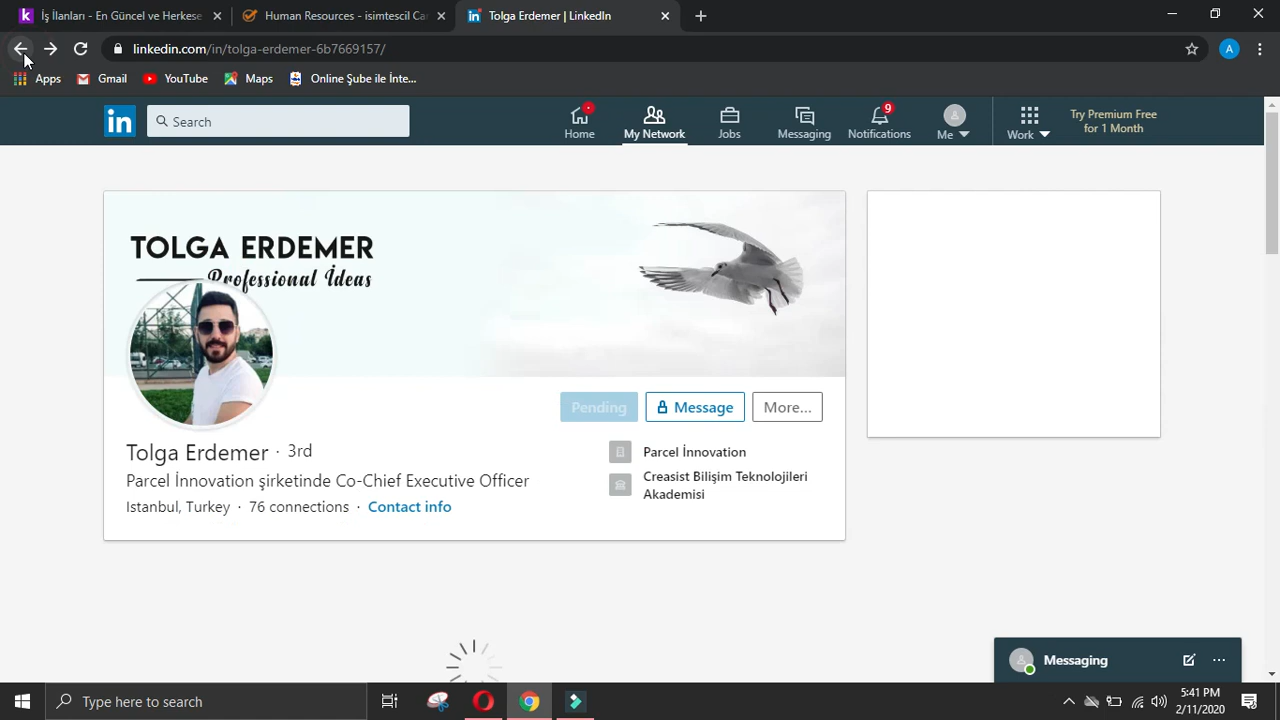 İş İlanları - En Güncel ve Herkese
Human Resources - isimtescil Ca
Tolga Erdemer | LinkedIn
linkedin.com/in/tolga-erdemer-6b7669157/
A
Apps
Gmail
YouTube
Maps
Online Şube ile İnte...
in
Search
Home
My Network
Jobs
Messaging
9
Notifications
Me
Work
Try Premium Free
for 1 Month
TOLGA ERDEMER
Professional İdeas
Pending
Message
More...
Tolga Erdemer · 3rd
Parcel İnnovation şirketinde Co-Chief Executive Officer
Istanbul, Turkey · 76 connections · Contact info
Parcel İnnovation
Creasist Bilişim Teknolojileri
Akademisi
Messaging
Type here to search
5:41 PM
2/11/2020